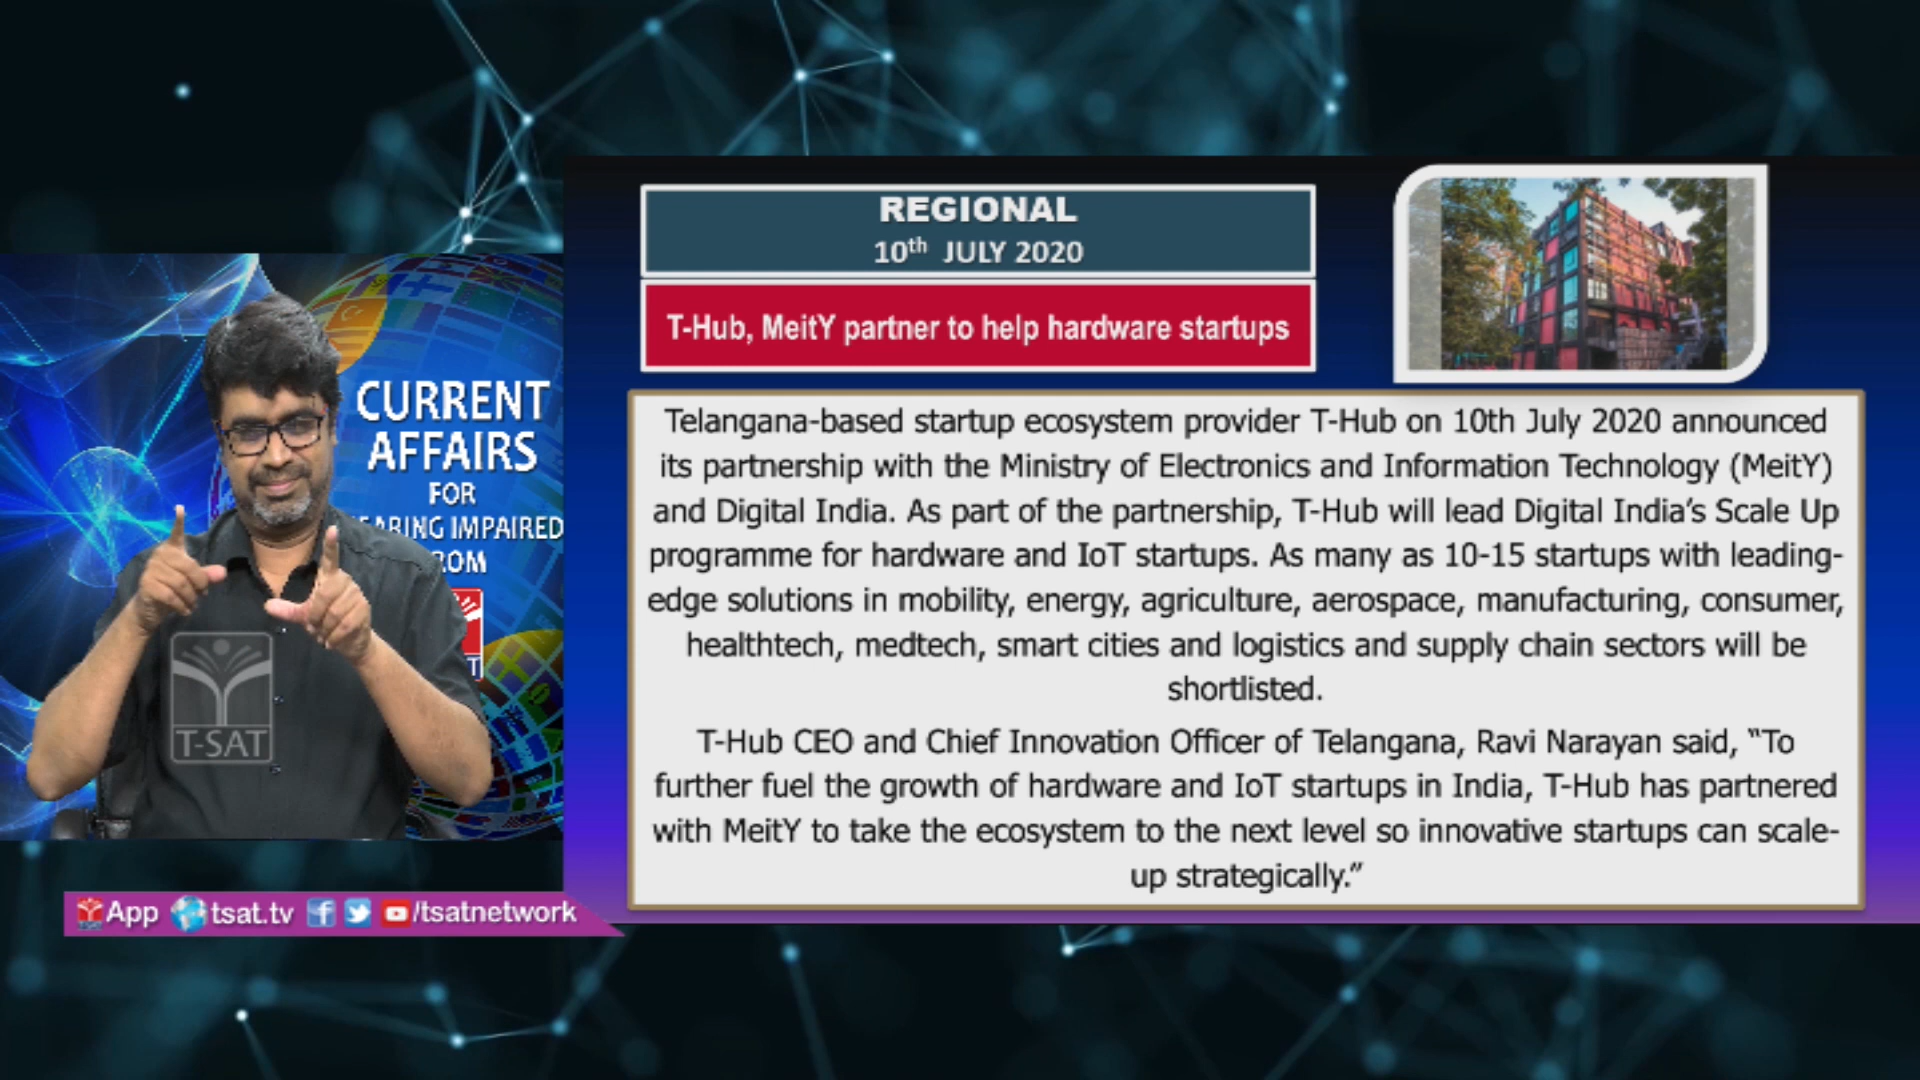 REGIONAL
10th JULY 2020
T-Hub, MeitY partner to help hardware startups
Telangana-based startup ecosystem provider T-Hub on 10th July 2020 announced
its partnership with the Ministry of Electronics and Information Technology (MeitY)
and Digital India. As part of the partnership, T-Hub will lead Digital India’s Scale Up
programme for hardware and IoT startups. As many as 10-15 startups with leading-
edge solutions in mobility, energy, agriculture, aerospace, manufacturing, consumer,
healthtech, medtech, smart cities and logistics and supply chain sectors will be
shortlisted.
T-Hub CEO and Chief Innovation Officer of Telangana, Ravi Narayan said, “To
further fuel the growth of hardware and IoT startups in India, T-Hub has partnered
with MeitY to take the ecosystem to the next level so innovative startups can scale-
up strategically.”
CURRENT
AFFAIRS
FOR
IMPAIRED
T-SAT
App tsat.tv /tsatnetwork